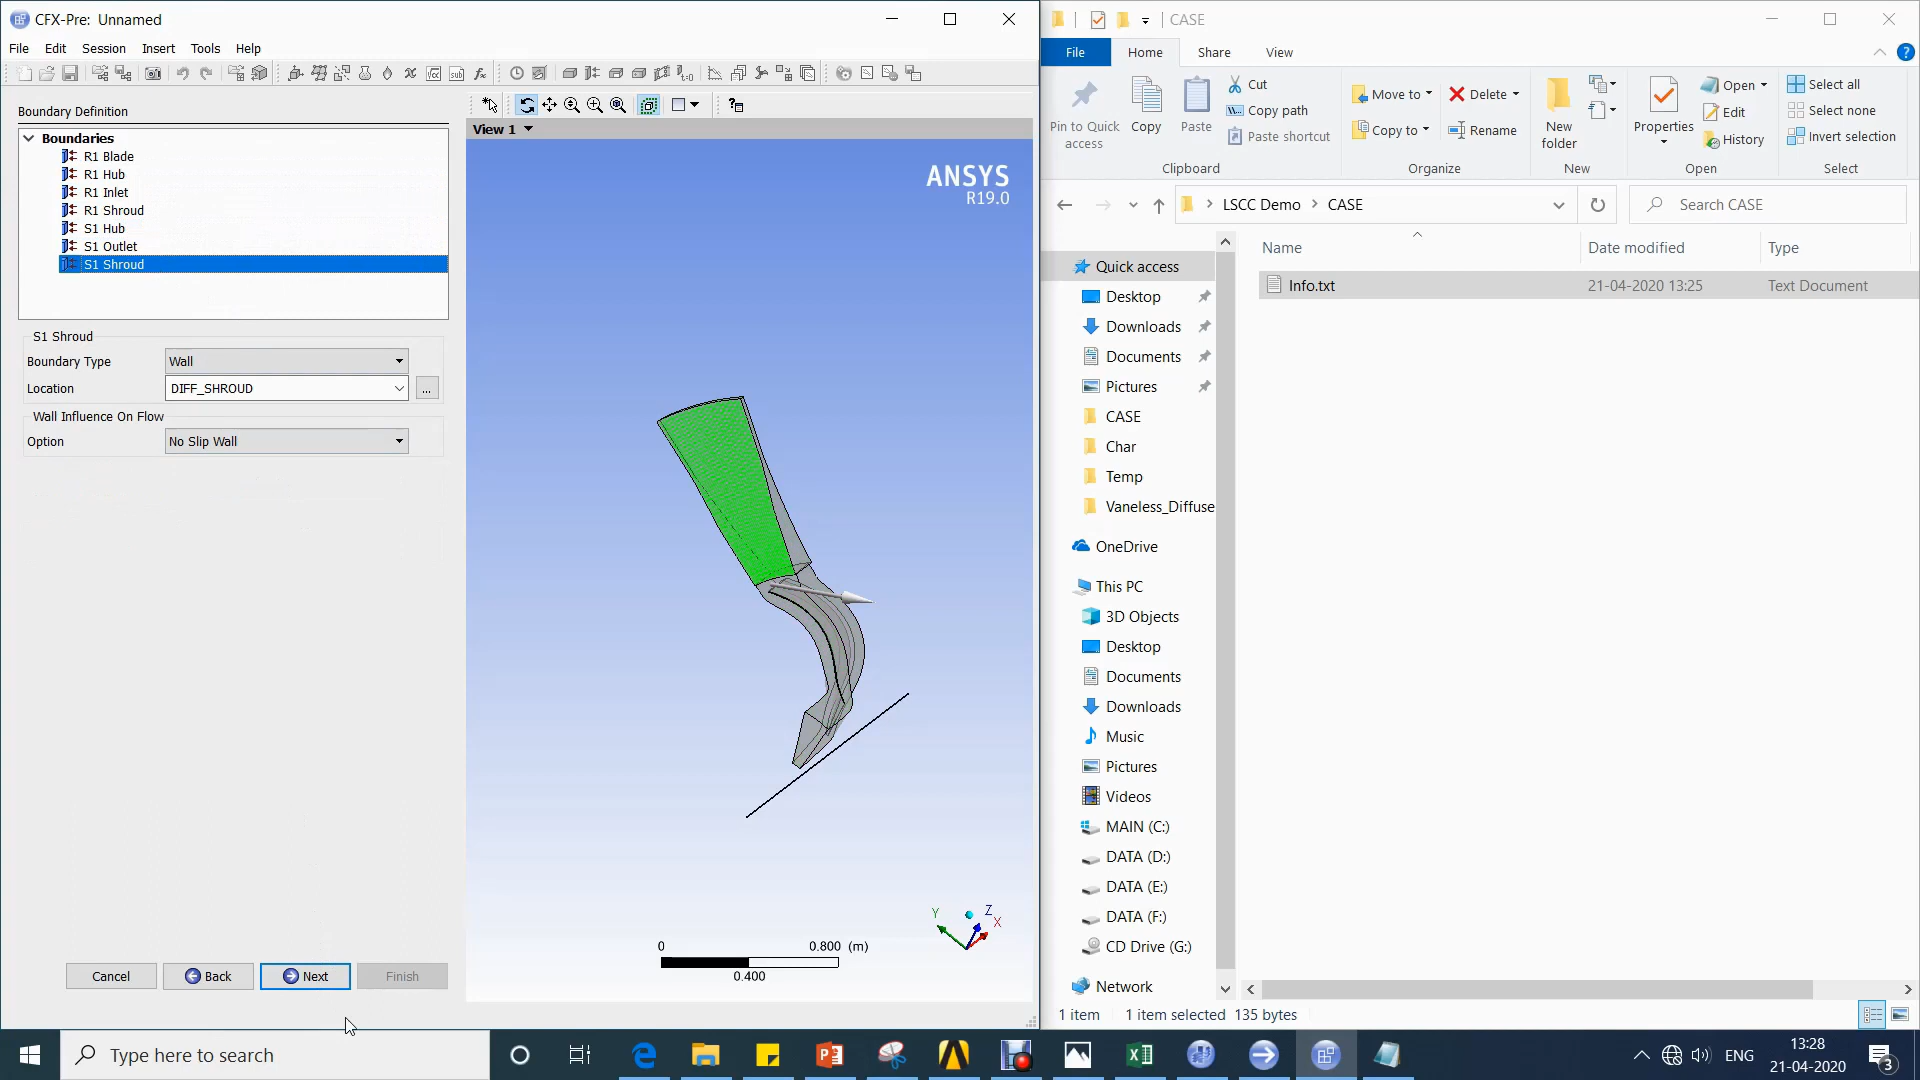 CFX-Pre: Unnamed
File Edit Session Insert Tools Help
Boundary Definition
Boundaries
R1 Blade
R1 Hub
R1 Inlet
R1 Shroud
S1 Hub
S1 Outlet
S1 Shroud
S1 Shroud
Boundary Type Wall
Location DIFF_SHROUD ...
Wall Influence On Flow
Option No Slip Wall
Cancel Back Next Finish
View 1
ANSYS
R19.0
Y Z X
0 0.800 (m)
0.400
CASE
File Home Share View
Pin to Quick access
Copy
Paste
Cut
Copy path
Paste shortcut
Clipboard
Move to
Copy to
Delete
Rename
Organize
New folder
New
Properties
Open
Edit
History
Open
Select all
Select none
Invert selection
Select
LSCC Demo CASE
Search CASE
Name Date modified Type
Info.txt 21-04-2020 13:25 Text Document
Quick access
Desktop
Downloads
Documents
Pictures
CASE
Char
Temp
Vaneless_Diffuse
OneDrive
This PC
3D Objects
Desktop
Documents
Downloads
Music
Pictures
Videos
MAIN (C:)
DATA (D:)
DATA (E:)
DATA (F:)
CD Drive (G:)
Network
1 item 1 item selected 135 bytes
Type here to search
ENG
13:28
21-04-2020
3